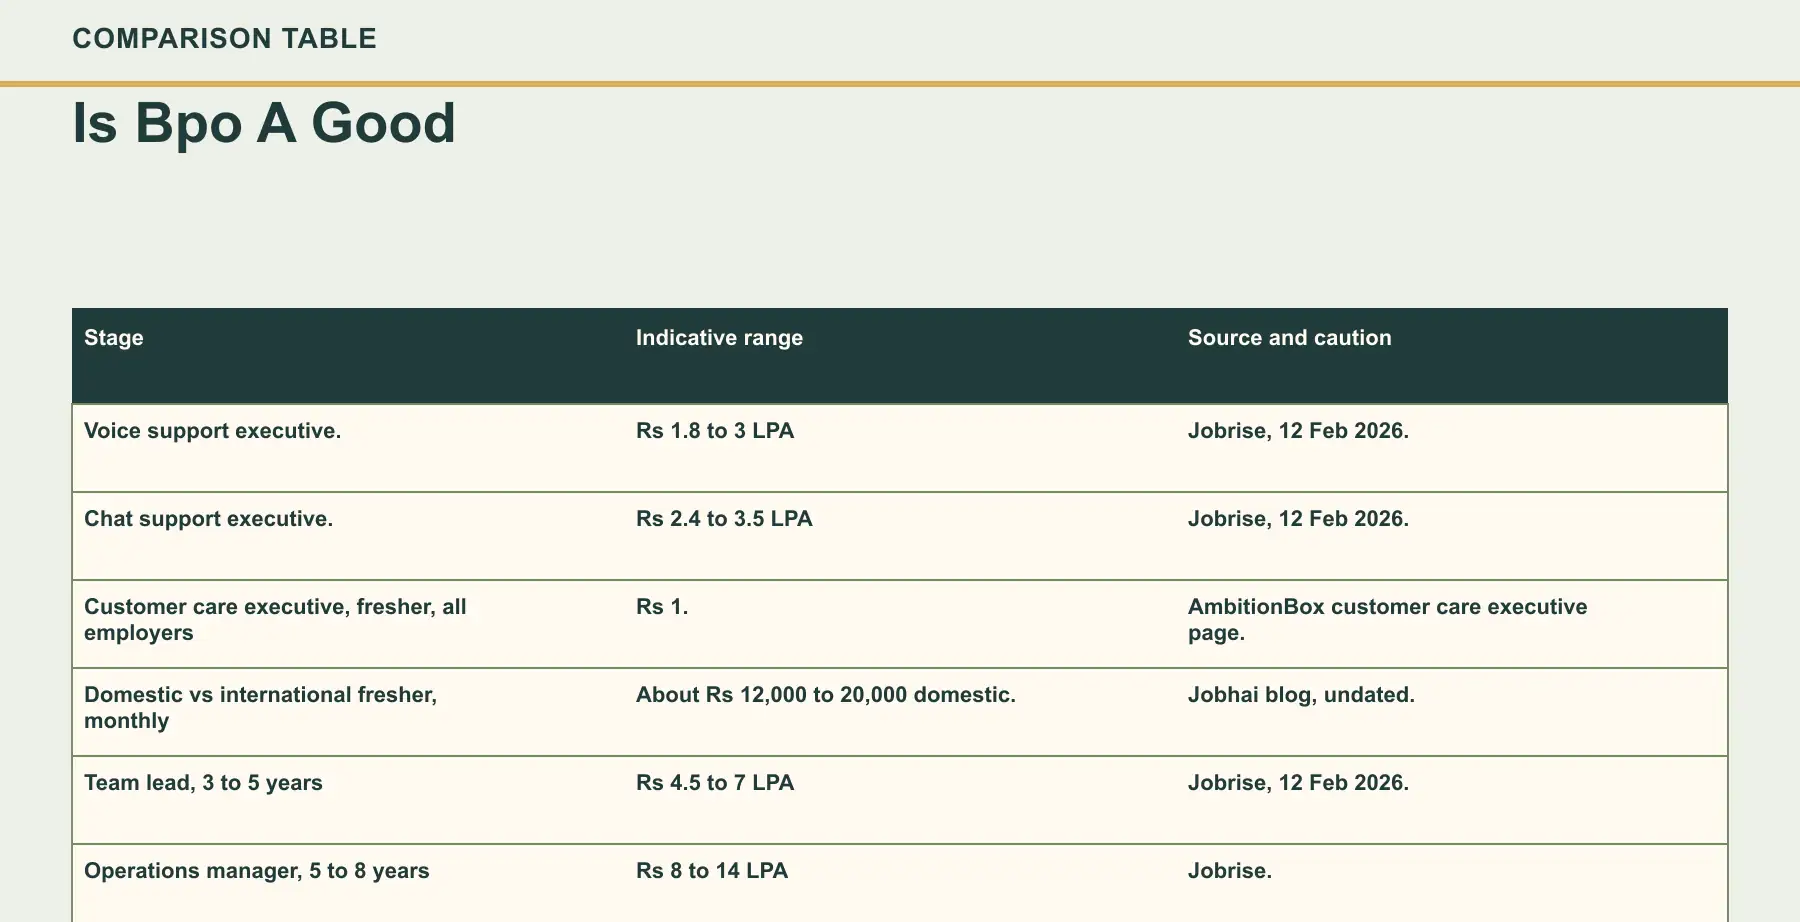 COMPARISON TABLE
Is Bpo A Good
Stage Indicative range Source and caution
Voice support executive. Rs 1.8 to 3 LPA Jobrise, 12 Feb 2026.
Chat support executive. Rs 2.4 to 3.5 LPA Jobrise, 12 Feb 2026.
Customer care executive, fresher, all Rs 1. AmbitionBox customer care executive
employers page.
Domestic vs international fresher, About Rs 12,000 to 20,000 domestic. Jobhai blog, undated.
monthly
Team lead, 3 to 5 years Rs 4.5 to 7 LPA Jobrise, 12 Feb 2026.
Operations manager, 5 to 8 years Rs 8 to 14 LPA Jobrise.